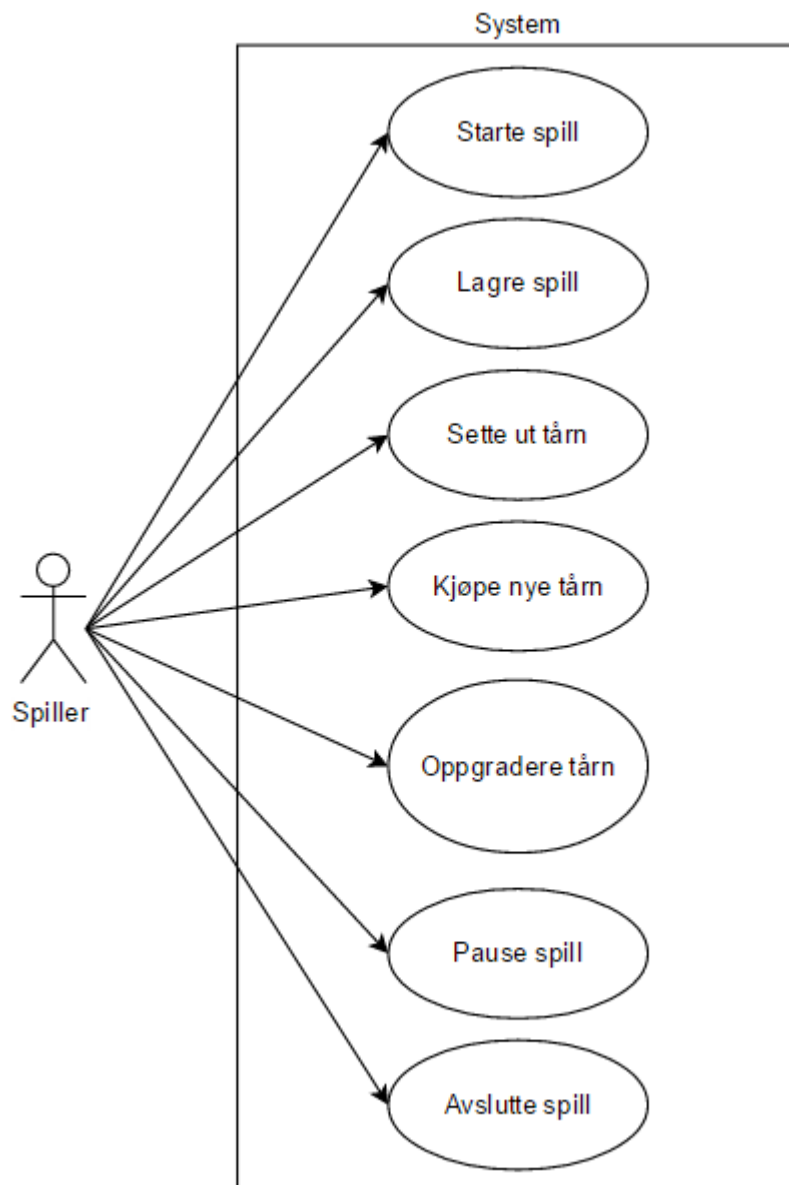 System
Starte spill
Lagre spill
Sette ut tårn
Kjøpe nye tårn
Spiller
Oppgradere tårn
Pause spill
Avslutte spill